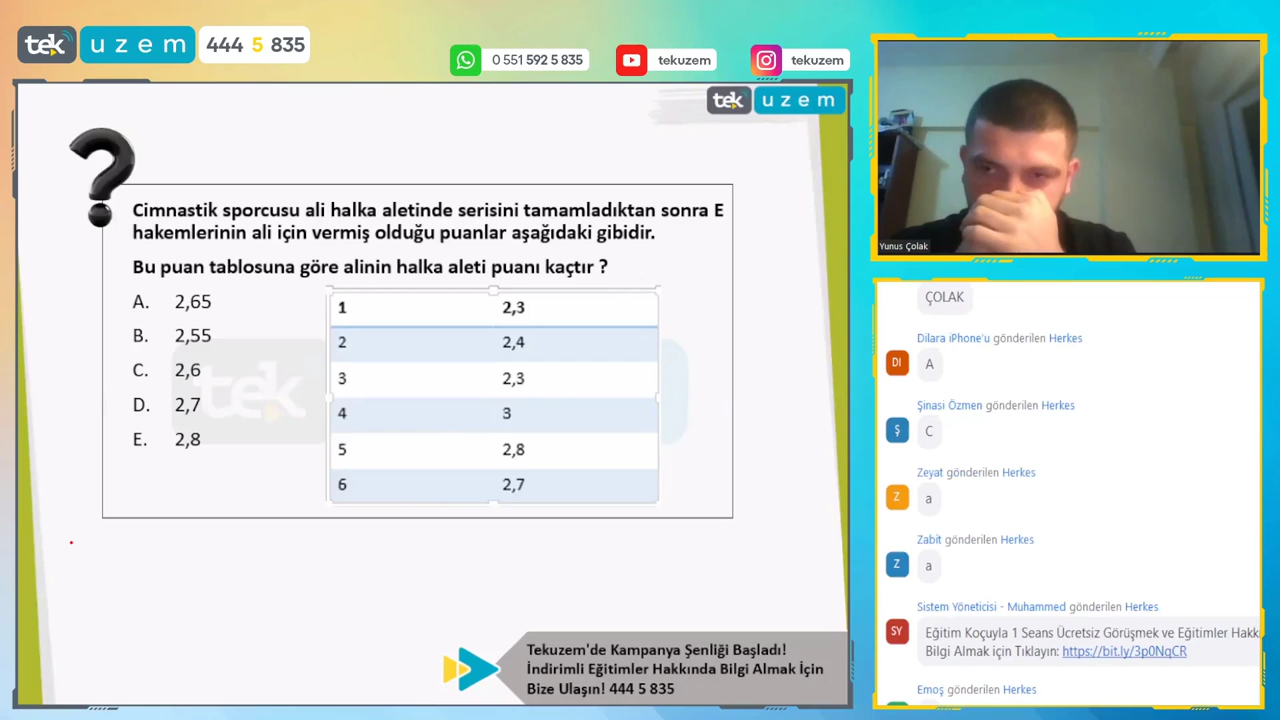 tek uzem 444 5 835
0 551 592 5 835
tekuzem
tekuzem
tek uzem
Cimnastik sporcusu ali halka aletinde serisini tamamladıktan sonra E
hakemlerinin ali için vermiş olduğu puanlar aşağıdaki gibidir.
Bu puan tablosuna göre alinin halka aleti puanı kaçtır ?
A. 2,65
B. 2,55
C. 2,6
D. 2,7
E. 2,8
1 2,3
2 2,4
3 2,3
4 3
5 2,8
6 2,7
tek
Tekuzem'de Kampanya Şenliği Başladı!
İndirimli Eğitimler Hakkında Bilgi Almak İçin
Bize Ulaşın! 444 5 835
Yunus Çolak
ÇOLAK
Dilara iPhone'u gönderilen Herkes
DI A
Şinasi Özmen gönderilen Herkes
Ş C
Zeyat gönderilen Herkes
Z a
Zabit gönderilen Herkes
Z a
Sistem Yöneticisi - Muhammed gönderilen Herkes
SY Eğitim Koçuyla 1 Seans Ücretsiz Görüşmek ve Eğitimler Hakk
Bilgi Almak için Tıklayın: https://bit.ly/3p0NqCR
Emoş gönderilen Herkes